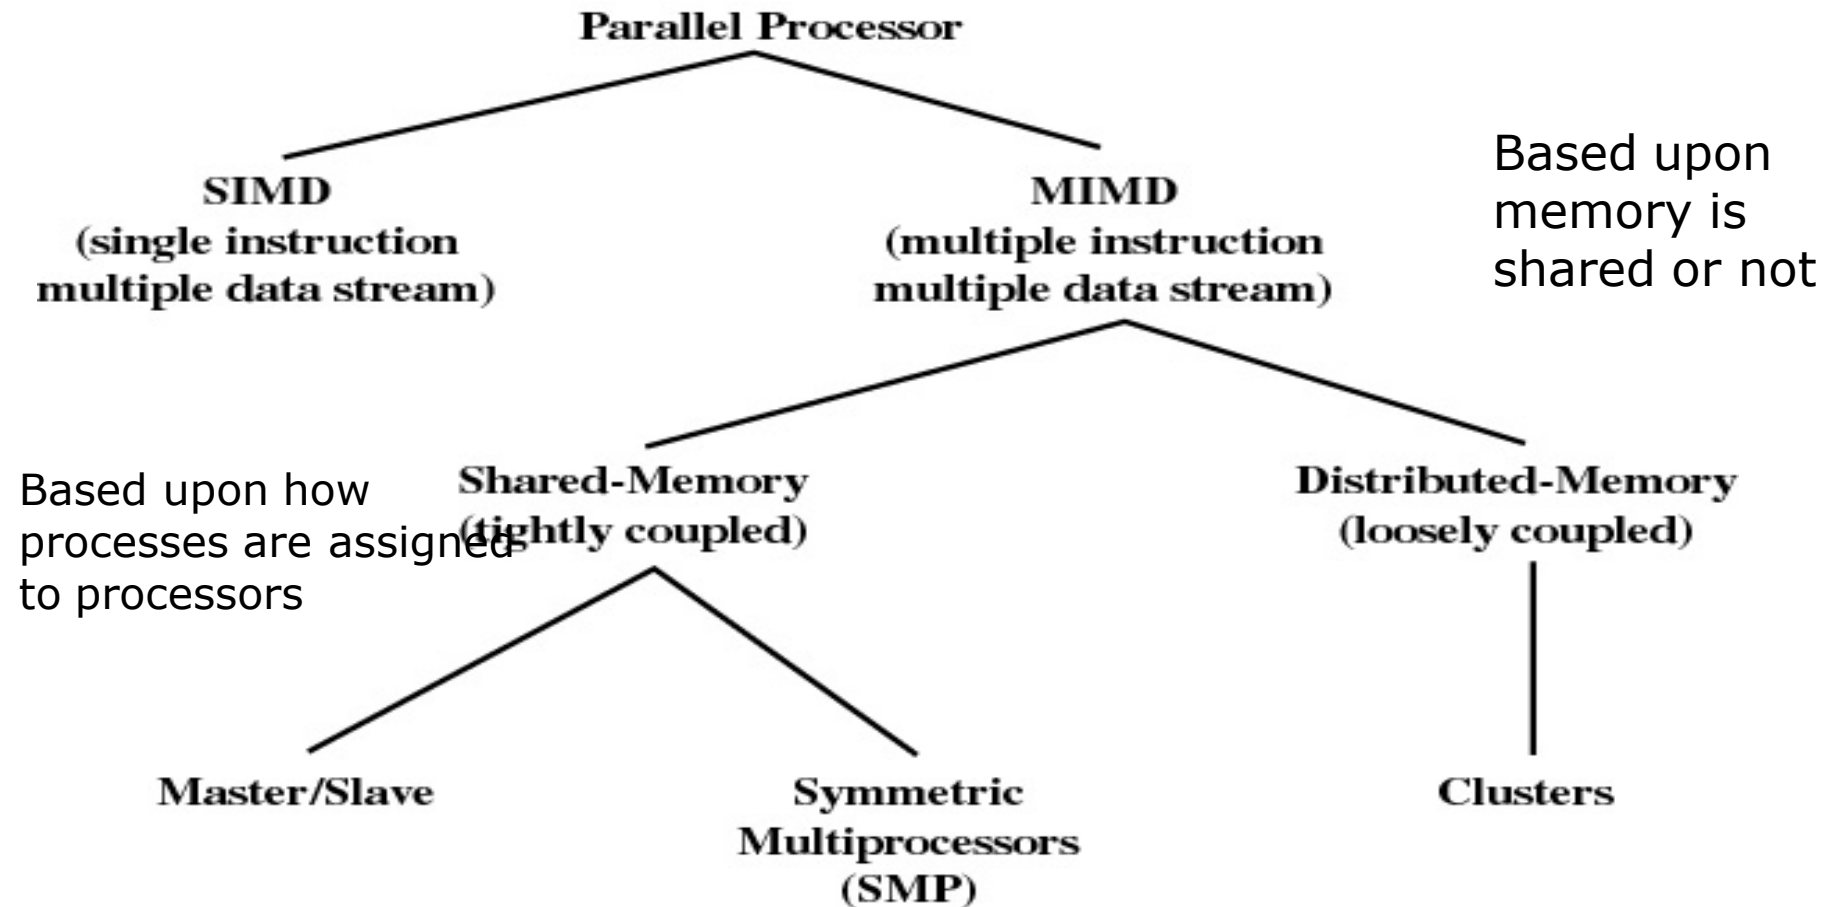 Parallel Processor
SIMD
(single instruction
multiple data stream)
MIMD
(multiple instruction
multiple data stream)
Based upon
memory is
shared or not
Based upon how
processes are assigned
to processors
Shared-Memory
(tightly coupled)
Distributed-Memory
(loosely coupled)
Master/Slave
Symmetric
Multiprocessors
(SMP)
Clusters